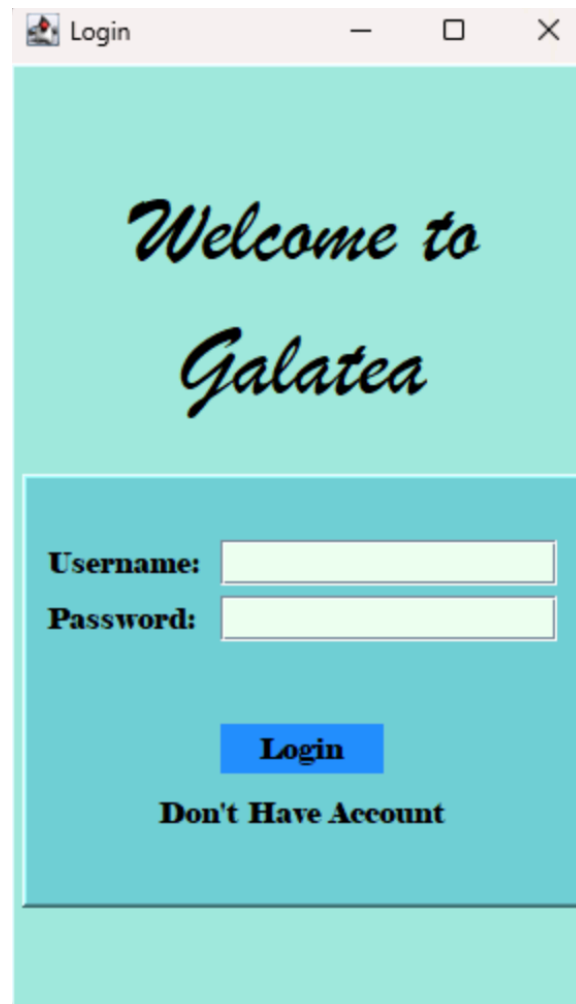 Login
Welcome to
Galatea
Username:
Password:
Login
Don't Have Account